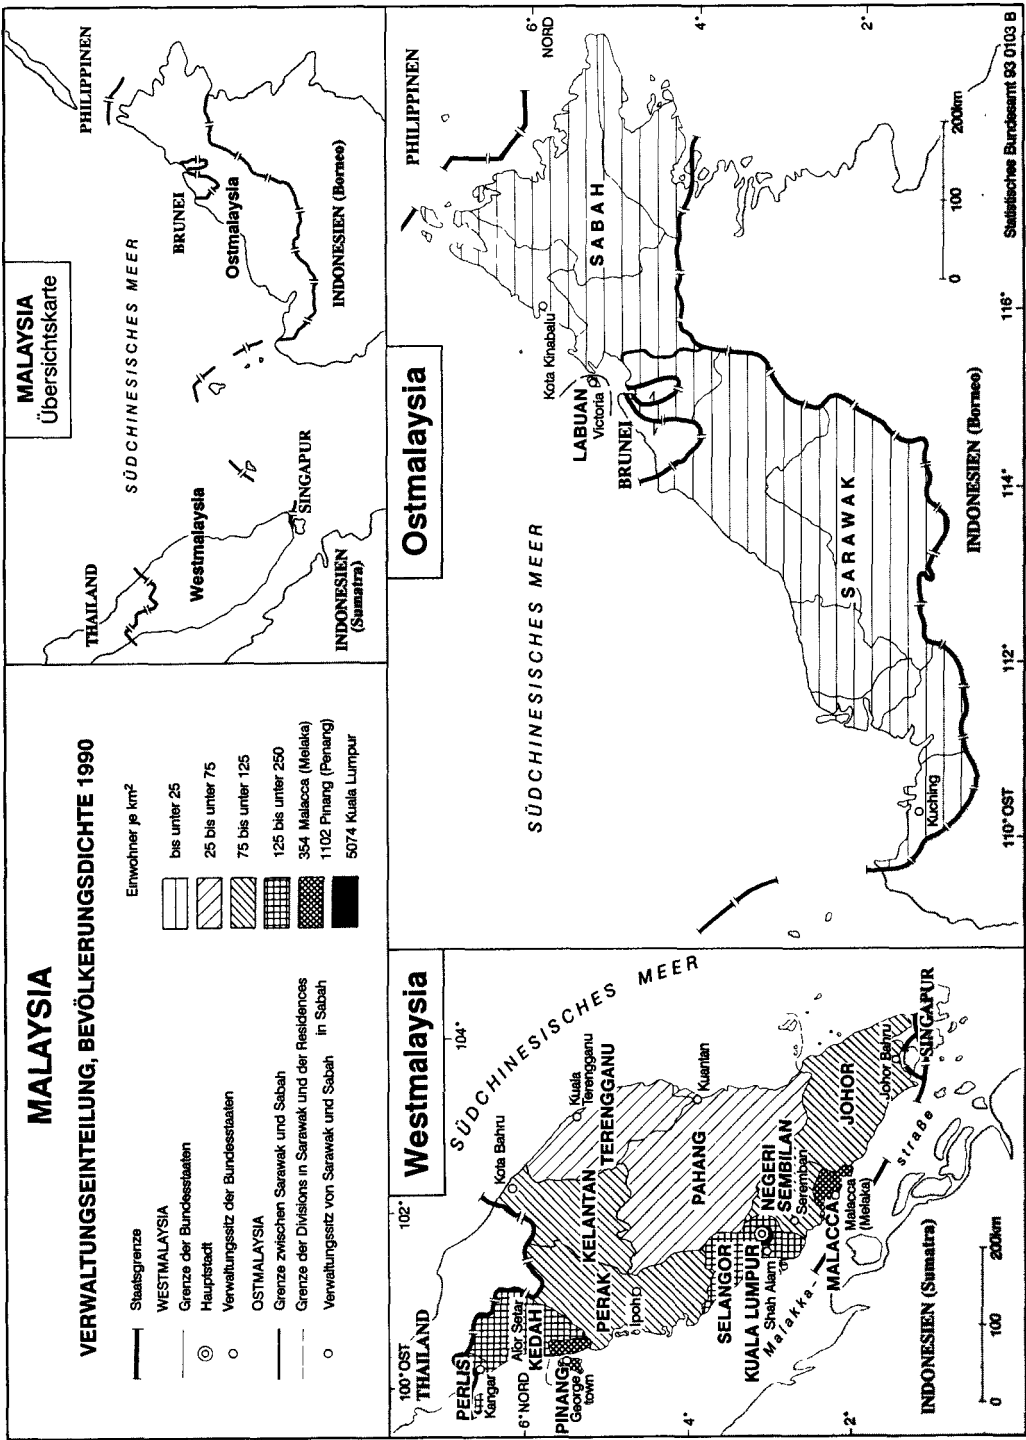 MALAYSIA
VERWALTUNGSEINTEILUNG, BEVÖLKERUNGSDICHTE 1990
Staatsgrenze
WESTMALAYSIA
Grenze der Bundesstaaten
Hauptstadt
Verwaltungssitz der Bundesstaaten
OSTMALAYSIA
Grenze zwischen Sarawak und Sabah
Grenze der Divisions in Sarawak und der Residences in Sabah
Verwaltungssitz von Sarawak und Sabah
Einwohner je km²
bis unter 25
25 bis unter 75
75 bis unter 125
125 bis unter 250
354 Malacca (Melaka)
1102 Pinang (Penang)
5074 Kuala Lumpur
MALAYSIA
Übersichtskarte
THAILAND
PHILIPPINEN
SÜDCHINESISCHES MEER
BRUNEI
Westmalaysia
Ostmalaysia
SINGAPUR
INDONESIEN
(Sumatra)
INDONESIEN (Borneo)
Westmalaysia
100° OST
102°
104°
THAILAND
SÜDCHINESISCHES MEER
PERLIS
Kangar
Alor Setar
KEDAH
6° NORD
PINANG
George-
town
Kota Bahru
Kuala
Terengganu
TERENGGANU
KELANTAN
PERAK
Ipoh
Kuantan
PAHANG
4°
SELANGOR
KUALA LUMPUR
Shah Alam
NEGERI
SEMBILAN
Seremban
MALACCA
Malacca
(Melaka)
JOHOR
Johor Bahru
SINGAPUR
Malakka-
straße
2°
INDONESIEN (Sumatra)
0 100 200km
Ostmalaysia
PHILIPPINEN
6°
NORD
4°
2°
SÜDCHINESISCHES MEER
SABAH
Kota Kinabalu
LABUAN
Victoria
BRUNEI
SARAWAK
Kuching
INDONESIEN (Borneo)
110° OST
112°
114°
116°
0 100 200km
Statistisches Bundesamt 93 0103 B